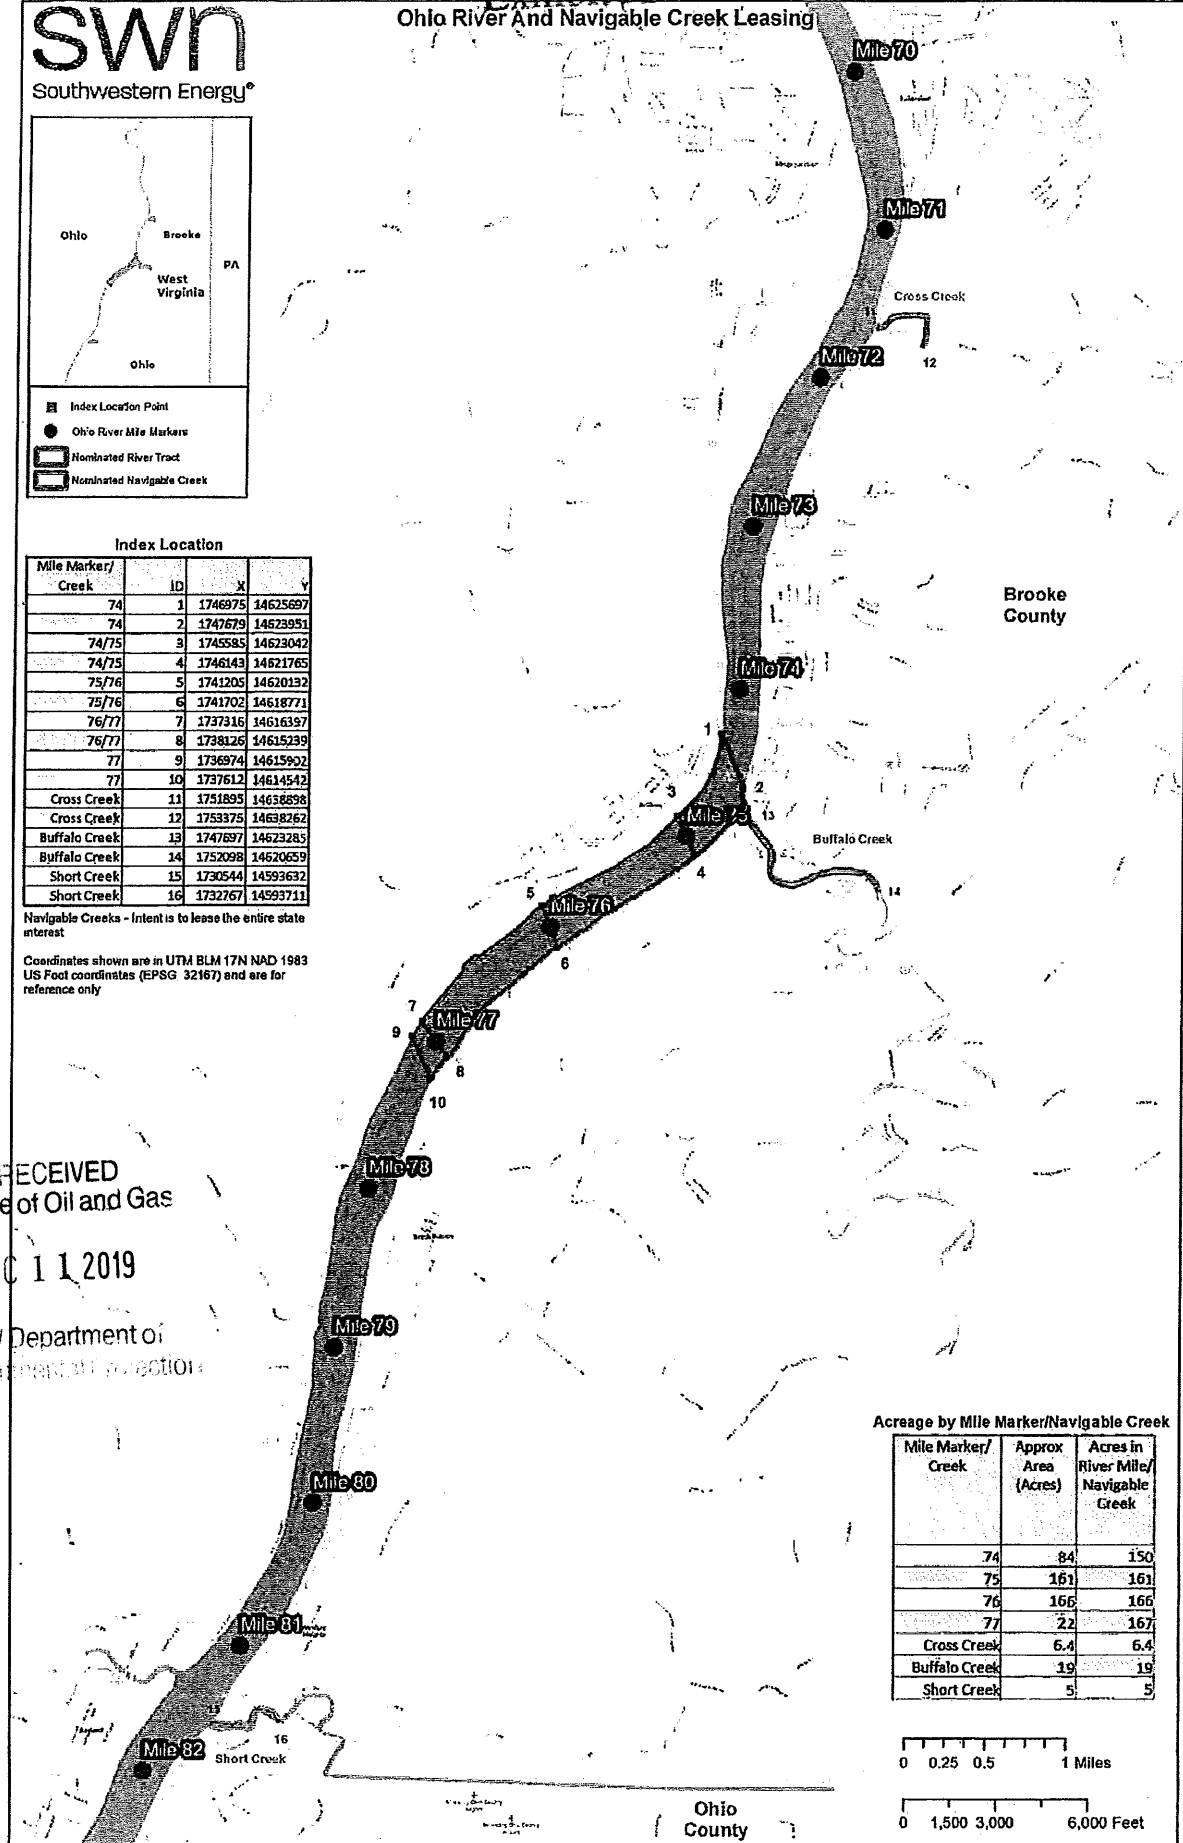 Ohio River And Navigable Creek Leasing
swn
Southwestern Energy®
Ohio
Brooke
PA
West
Virginia
Ohio
Index Location Point
Ohio River Mile Markers
Nominated River Tract
Nominated Navigable Creek
Index Location
Mile Marker/ Creek ID X Y
74 1 1746975 14625697
74 2 1747679 14623951
74/75 3 1745585 14623042
74/75 4 1746143 14621765
75/76 5 1741205 14620132
75/76 6 1741702 14618771
76/77 7 1737316 14616397
76/77 8 1738126 14615239
77 9 1736974 14615902
77 10 1737612 14614542
Cross Creek 11 1751895 14638898
Cross Creek 12 1753375 14638262
Buffalo Creek 13 1747697 14623285
Buffalo Creek 14 1752098 14620659
Short Creek 15 1730544 14593632
Short Creek 16 1732767 14593711
Navigable Creeks - Intent is to lease the entire state
interest
Coordinates shown are in UTM BLM 17N NAD 1983
US Foot coordinates (EPSG 32167) and are for
reference only
Mile 70
Mile 71
Cross Creek
11
12
Mile 72
Mile 73
Brooke
County
Mile 74
1
2
3
Mile 75
13
Buffalo Creek
4
14
5
Mile 76
6
7
Mile 77
9
8
10
Mile 78
RECEIVED
e of Oil and Gas
C 11 2019
Department of
Mile 79
Mile 80
Mile 81
15
16
Short Creek
Mile 82
Ohio
County
Acreage by Mile Marker/Navigable Creek
Mile Marker/ Creek Approx Area (Acres) Acres in River Mile/ Navigable Creek
74 84 150
75 161 161
76 166 166
77 22 167
Cross Creek 6.4 6.4
Buffalo Creek 19 19
Short Creek 5 5
0 0.25 0.5 1 Miles
0 1,500 3,000 6,000 Feet